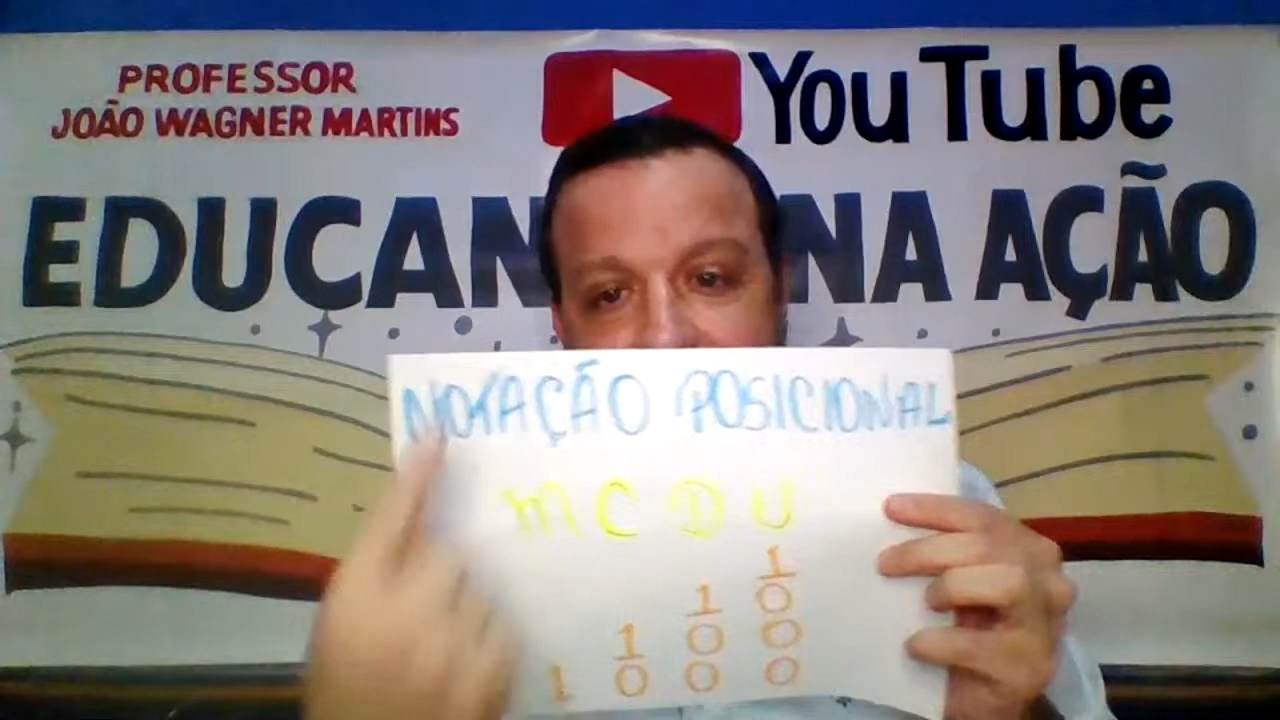 PROFESSOR
JOÃO WAGNER MARTINS
YouTube
EDUCAN NA AÇÃO
NOTAÇÃO POSICIONAL
M C D U
1
1 0
1 0 0
1 0 0 0